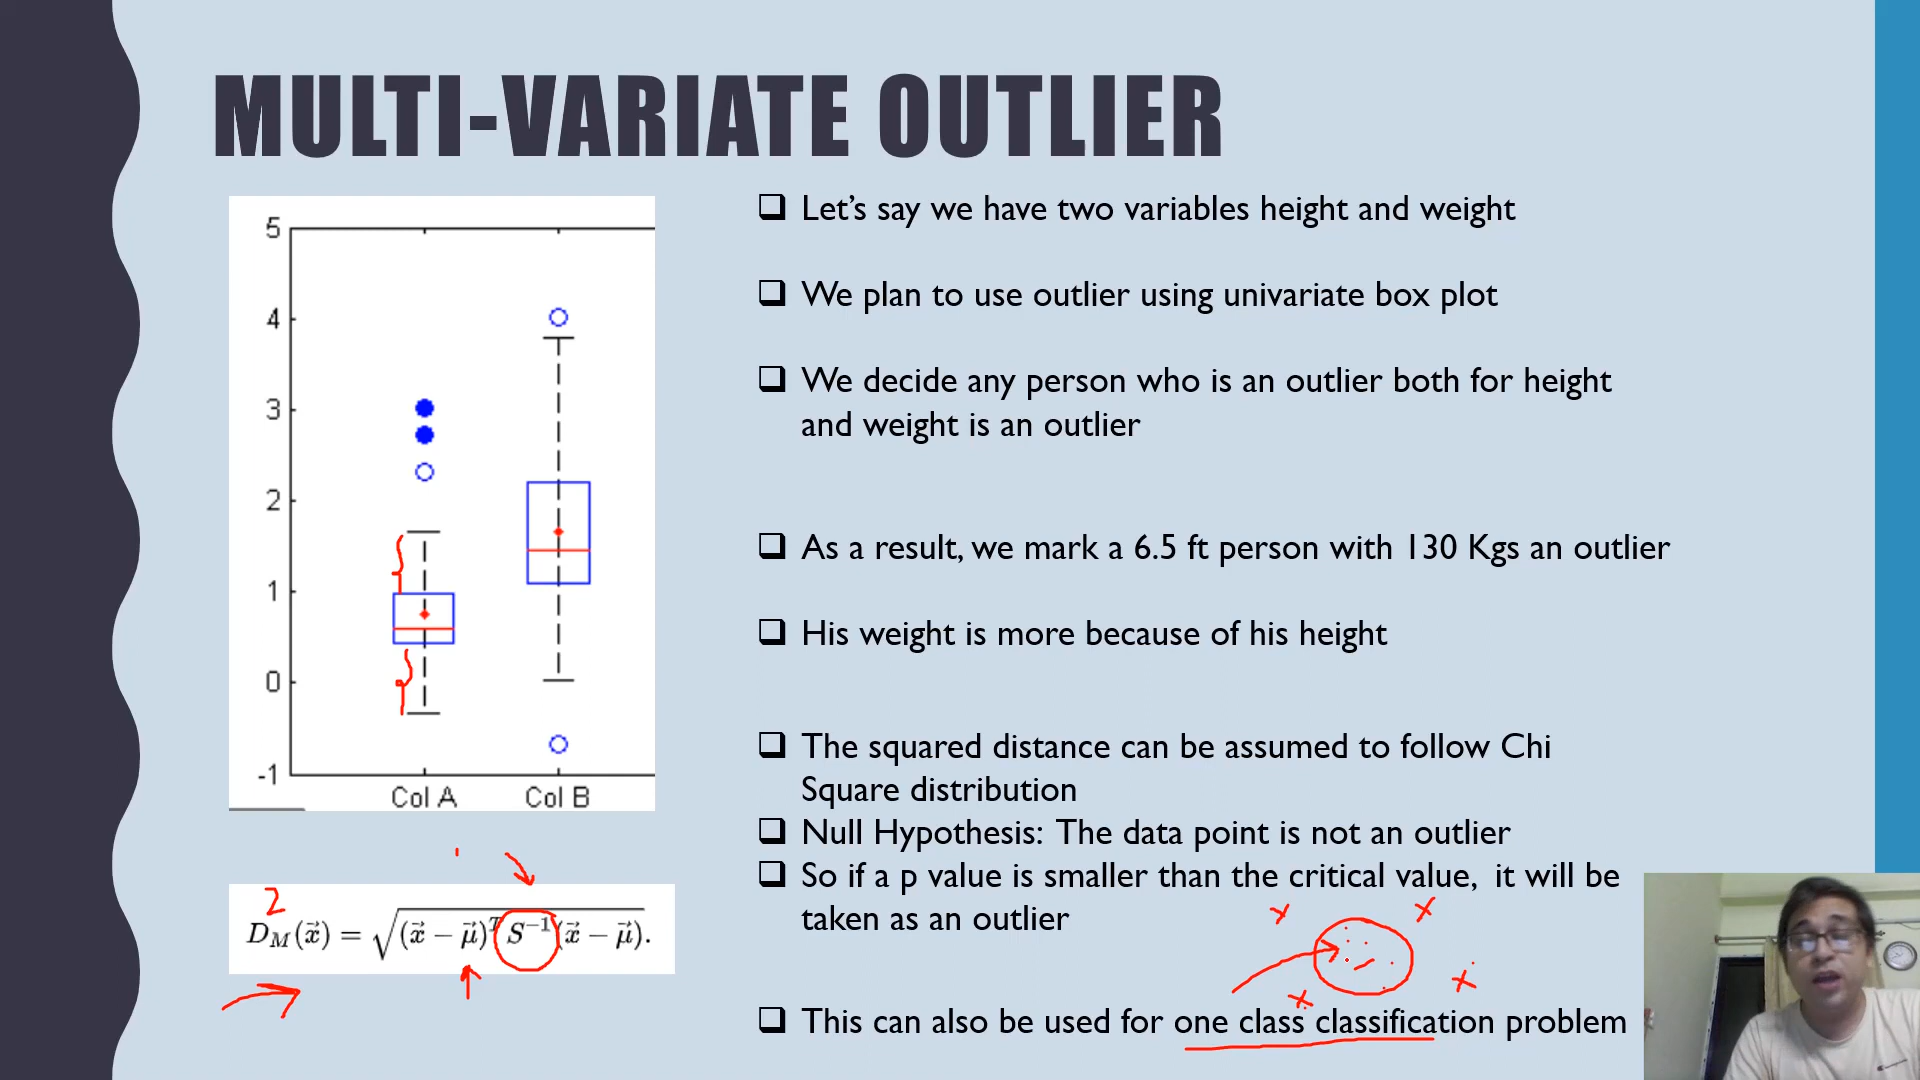 MULTI-VARIATE OUTLIER
5
4
3
2
1
0
-1
Col A Col B
2
D_M(x⃗) = √(x⃗ − μ⃗)^T S^−1 (x⃗ − μ⃗).
❑ Let’s say we have two variables height and weight
❑ We plan to use outlier using univariate box plot
❑ We decide any person who is an outlier both for height
and weight is an outlier
❑ As a result, we mark a 6.5 ft person with 130 Kgs an outlier
❑ His weight is more because of his height
❑ The squared distance can be assumed to follow Chi
Square distribution
❑ Null Hypothesis: The data point is not an outlier
❑ So if a p value is smaller than the critical value, it will be
taken as an outlier
❑ This can also be used for one class classification problem